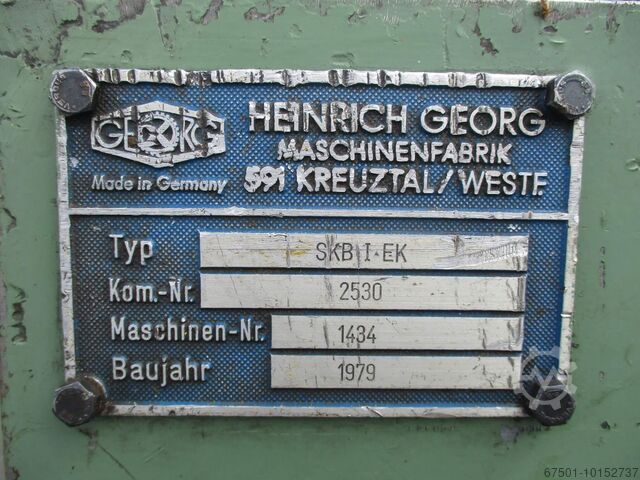 GEORG
HEINRICH GEORG
MASCHINENFABRIK
Made in Germany
591 KREUZTAL/WESTF.
Typ SKB I-EK
Kom.-Nr. 2530
Maschinen-Nr. 1434
Baujahr 1979
67501-10152737